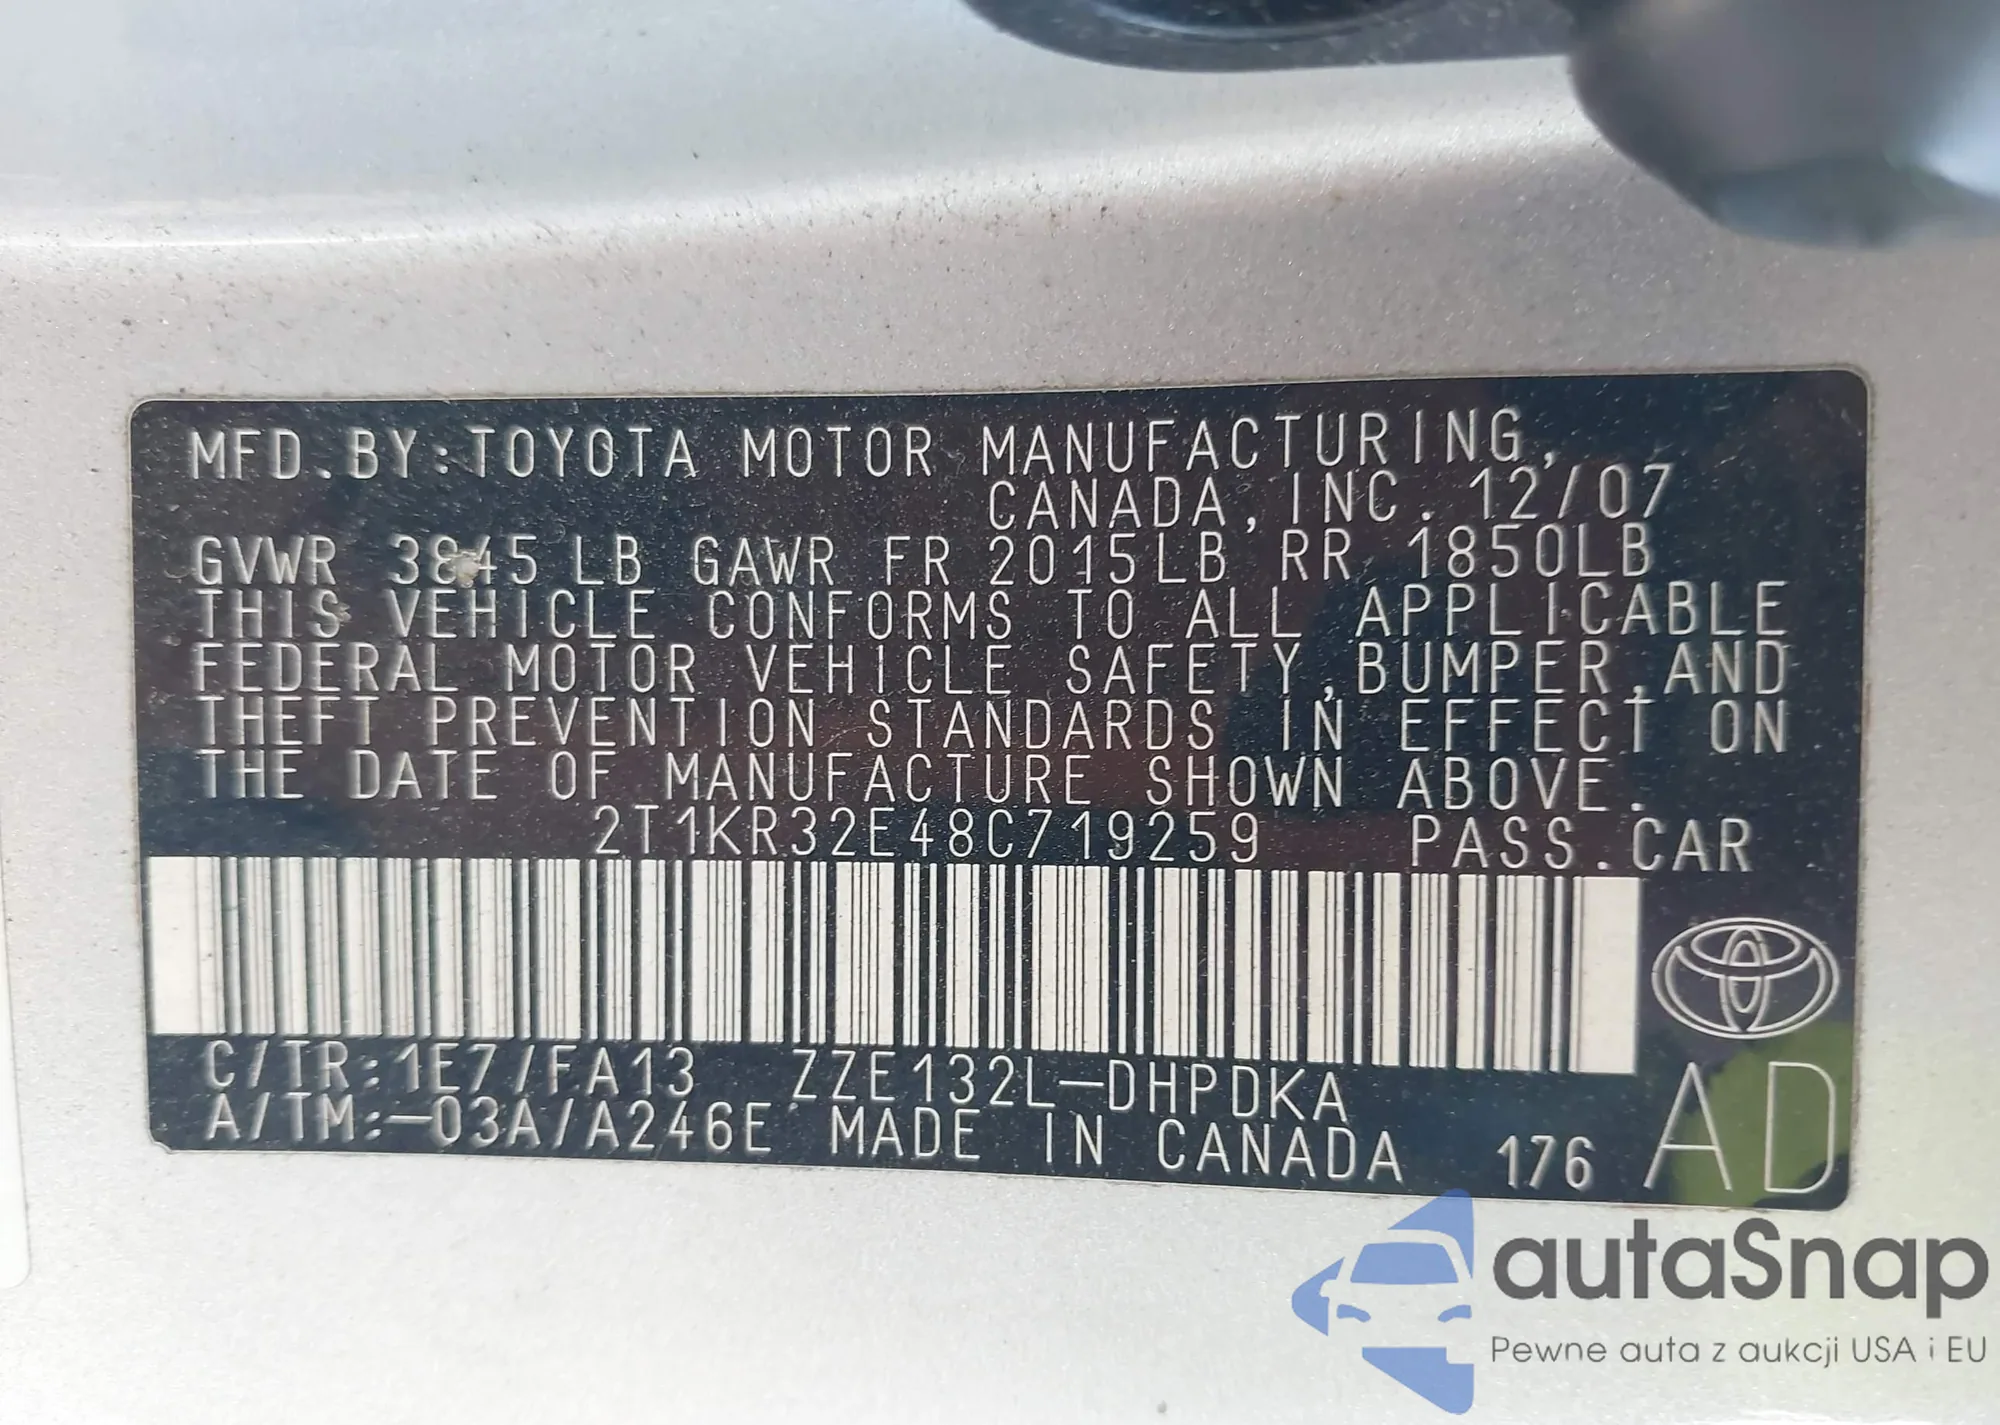 MFD.BY:TOYOTA MOTOR MANUFACTURING,
CANADA,INC. 12/07
GVWR 3845LB GAWR FR 2015LB RR 1850LB
THIS VEHICLE CONFORMS TO ALL APPLICABLE
FEDERAL MOTOR VEHICLE SAFETY,BUMPER,AND
THEFT PREVENTION STANDARDS IN EFFECT ON
THE DATE OF MANUFACTURE SHOWN ABOVE.
2T1KR32E48C719259 PASS.CAR
C/TR:1E7/FA13 ZZE132L-DHPDKA
A/TM:-03A/A246E MADE IN CANADA 176 AD
autaSnap
Pewne auta z aukcji USA i EU